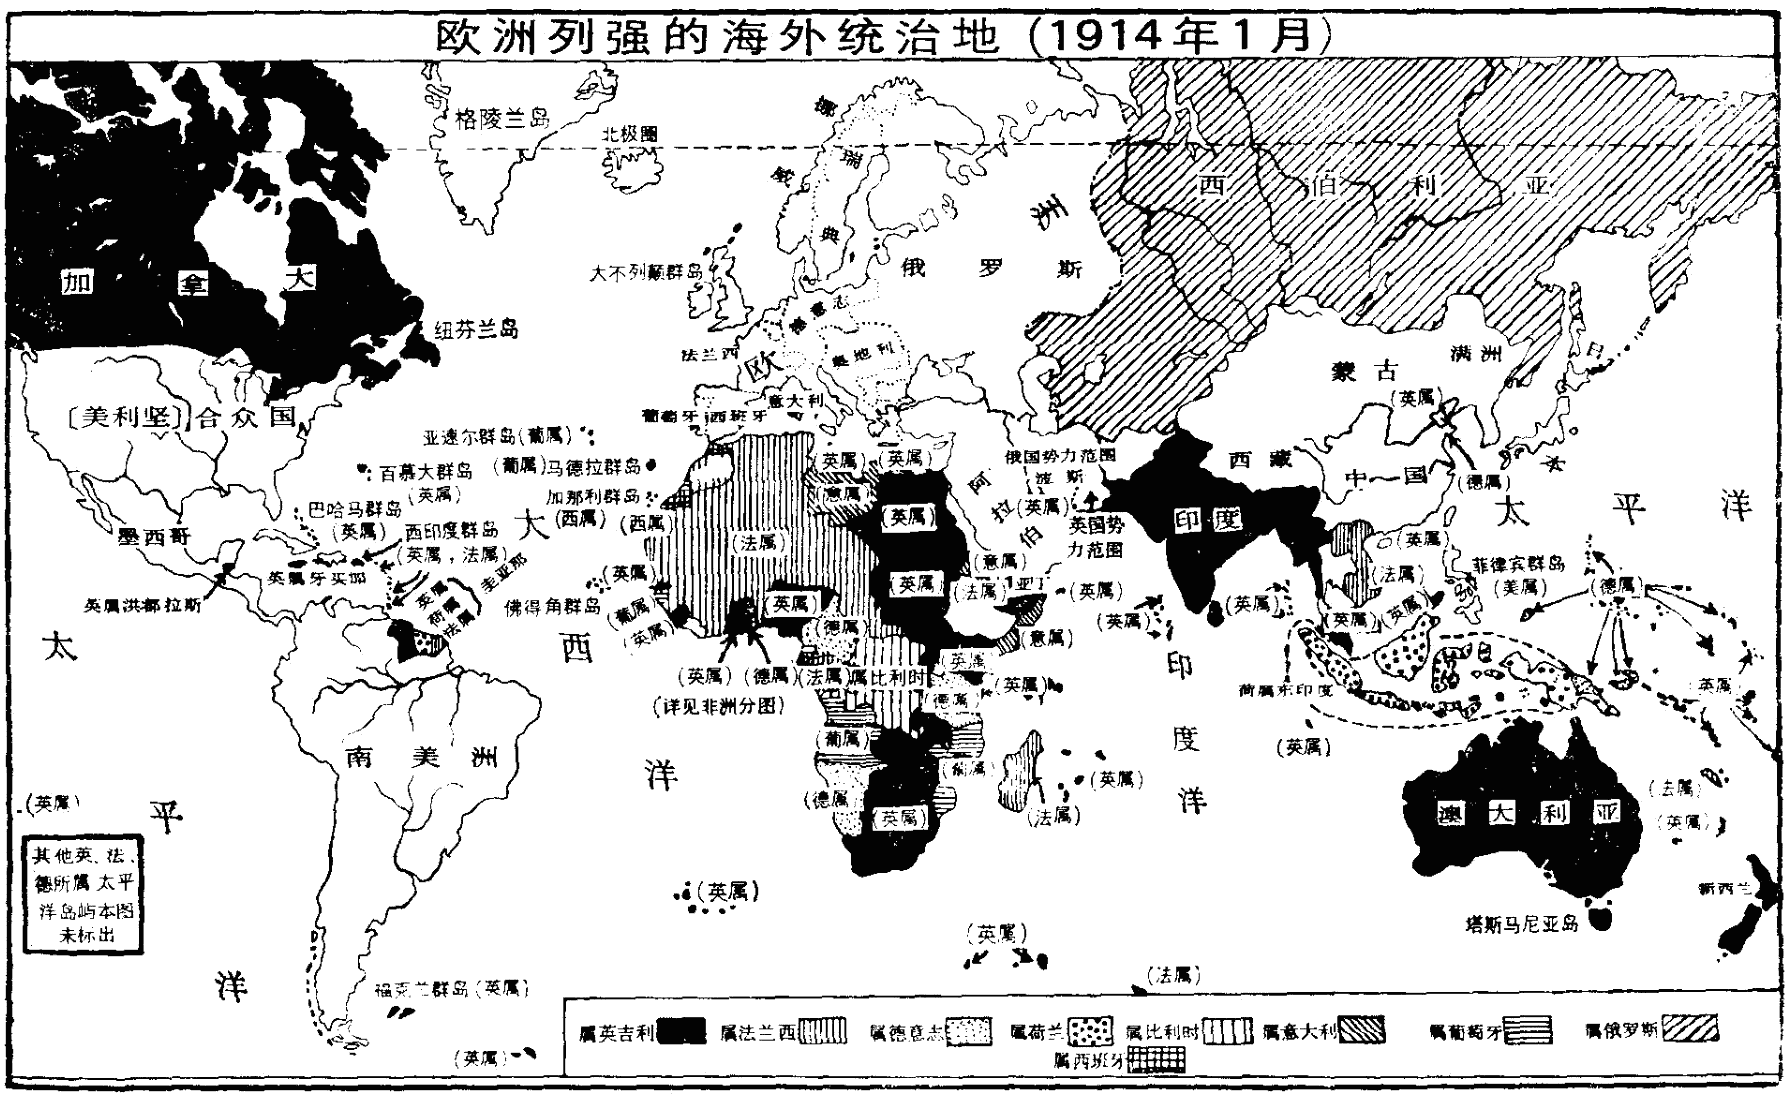 欧洲列强的海外统治地(1914年1月)
格陵兰岛
北极圈
挪
瑞
威
典
西伯利亚
洲
加拿大
大不列颠群岛
俄罗斯
德意志
纽芬兰岛
法兰西
欧
奥地利
蒙古
满洲
日
[美利坚]合众国
葡萄牙
西班牙
意大利
(英属)
亚速尔群岛(葡属)
百慕大群岛
(英属)
(葡属)马德拉群岛
(英属)
(英属)
俄国势力范围
波斯
西藏
中国
(德属)
本
巴哈马群岛
(英属)
加那利群岛
(西属)
(西属)
(意属)
(英属)
阿拉伯
(英属)
英国势
力范围
印度
太平洋
墨西哥
西印度群岛
(英属,法属)
大
(法属)
(英属)
菲律宾群岛
(美属)
英属牙买加
圭亚那
英属
荷属
法属
(英属)
佛得角群岛
(葡属)
(英属)
(英属)
(英属)
(意属)
(法属)
(英属)
(法属)
(德属)
英属洪都拉斯
(德属)
(意属)
(英属)
(英属)
(英属)
(英属)
太
西
(英属)
(德属)
(法属)
属比利时
(英属)
(德属)
(英属)
印
荷属东印度
英属
(详见非洲分图)
南美洲
洋
(葡属)
(葡属)
度
(英属)
(英属)
平
(德属)
(英属)
(法属)
洋
澳大利亚
(法属)
(英属)
(英属)
其他英、法、
德所属太平
洋岛屿本图
未标出
(英属)
新西兰
塔斯马尼亚岛
(英属)
洋
福克兰群岛(英属)
(法属)
(英属)
属英吉利
属法兰西
属德意志
属荷兰
属比利时
属意大利
属葡萄牙
属俄罗斯
属西班牙